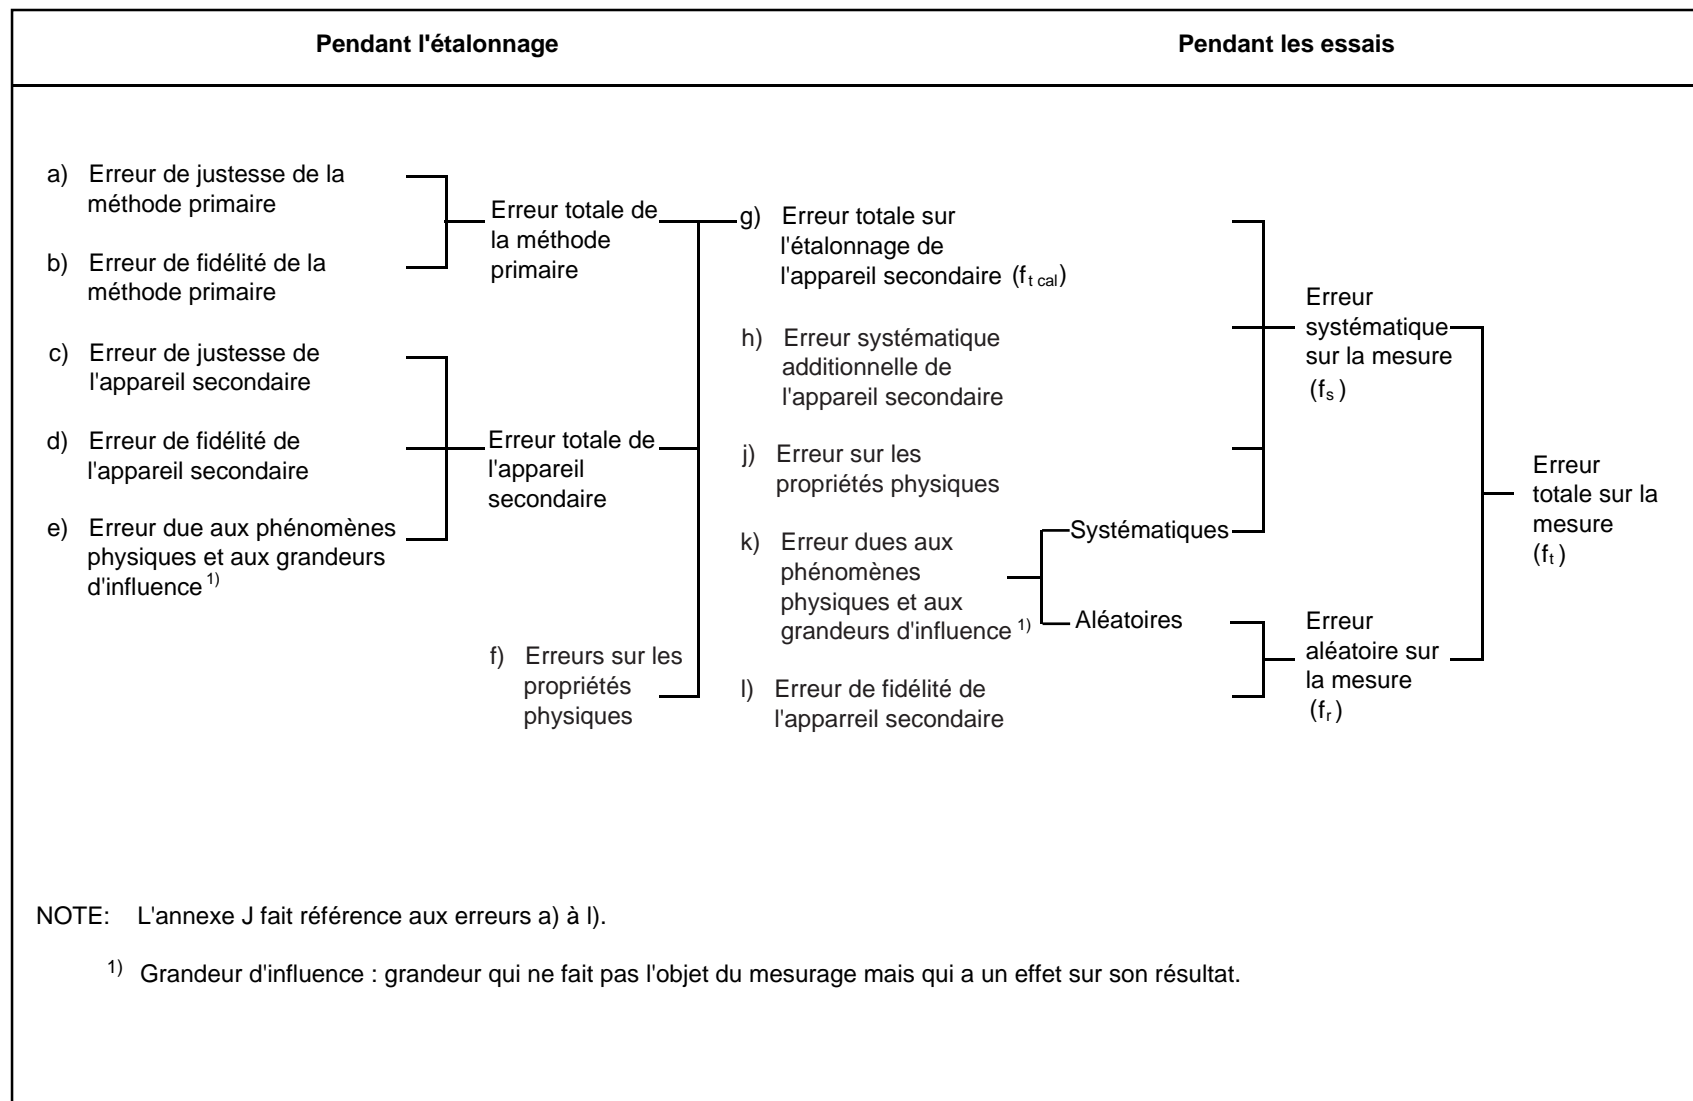 Pendant l'étalonnage
Pendant les essais
a) Erreur de justesse de la
méthode primaire
b) Erreur de fidélité de la
méthode primaire
c) Erreur de justesse de
l'appareil secondaire
d) Erreur de fidélité de
l'appareil secondaire
e) Erreur due aux phénomènes
physiques et aux grandeurs
d'influence 1)
Erreur totale de
la méthode
primaire
Erreur totale de
l'appareil
secondaire
f) Erreurs sur les
propriétés
physiques
g) Erreur totale sur
l'étalonnage de
l'appareil secondaire (f t cal)
h) Erreur systématique
additionnelle de
l'appareil secondaire
j) Erreur sur les
propriétés physiques
k) Erreur dues aux
phénomènes
physiques et aux
grandeurs d'influence 1)
l) Erreur de fidélité de
l'apparreil secondaire
Systématiques
Aléatoires
Erreur
systématique
sur la mesure
(fs )
Erreur
aléatoire sur
la mesure
(fr )
Erreur
totale sur la
mesure
(ft )
NOTE: L'annexe J fait référence aux erreurs a) à l).
1) Grandeur d'influence : grandeur qui ne fait pas l'objet du mesurage mais qui a un effet sur son résultat.